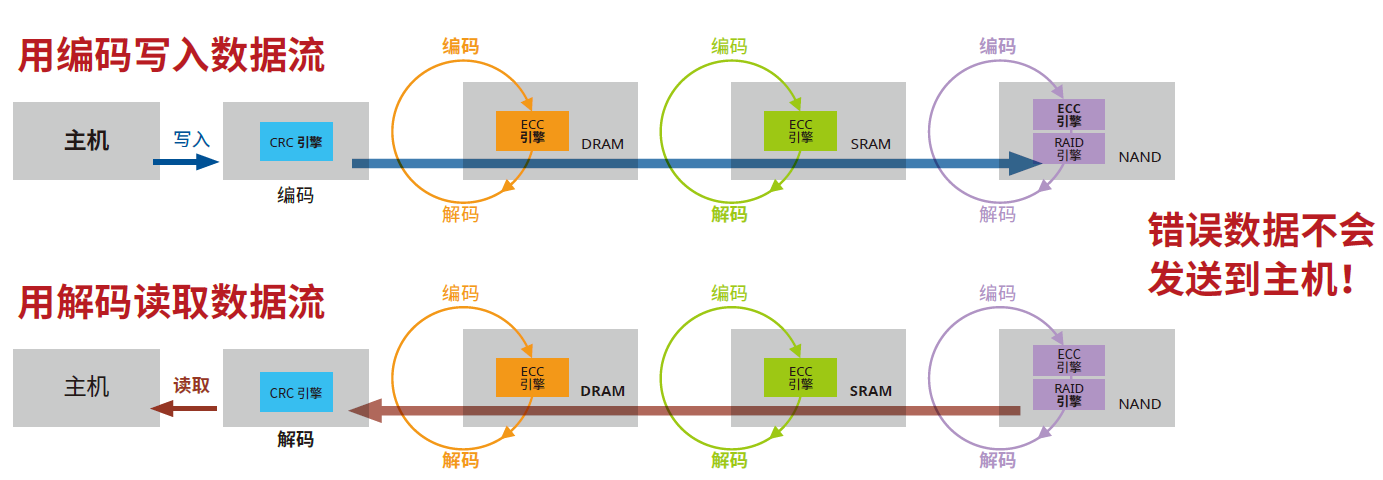 用编码写入数据流
编码
编码
编码
主机
写入
CRC 引擎
编码
ECC
引擎
DRAM
ECC
引擎
SRAM
ECC
引擎
RAID
引擎
NAND
解码
解码
解码
错误数据不会
发送到主机！
用解码读取数据流
编码
编码
编码
主机
读取
CRC 引擎
解码
ECC
引擎
DRAM
ECC
引擎
SRAM
ECC
引擎
RAID
引擎
NAND
解码
解码
解码